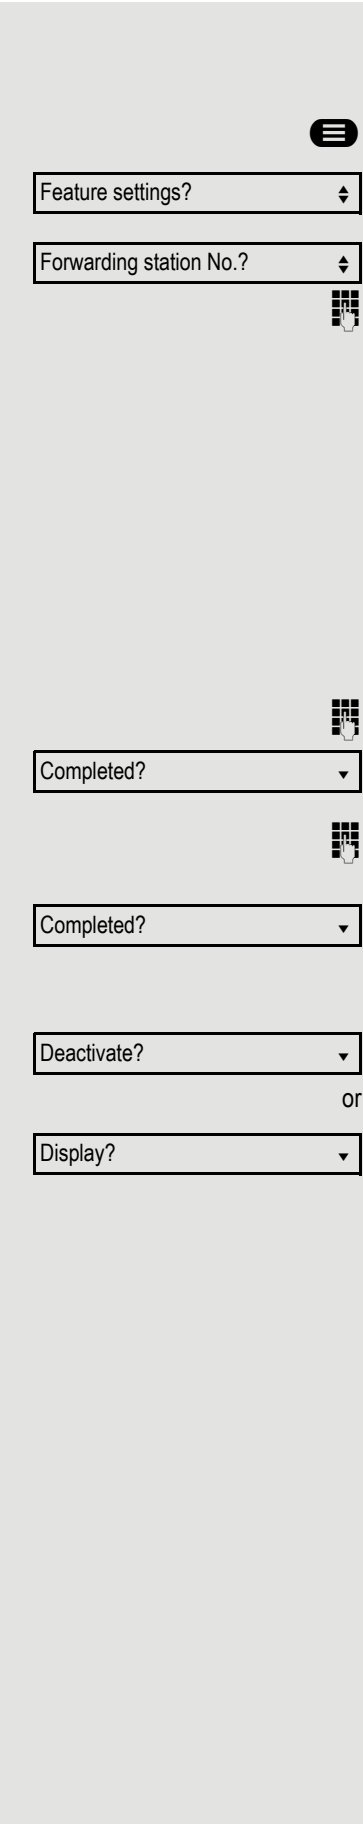 Feature settings?
Forwarding station No.?
Completed?
Completed?
Deactivate?
or
Display?